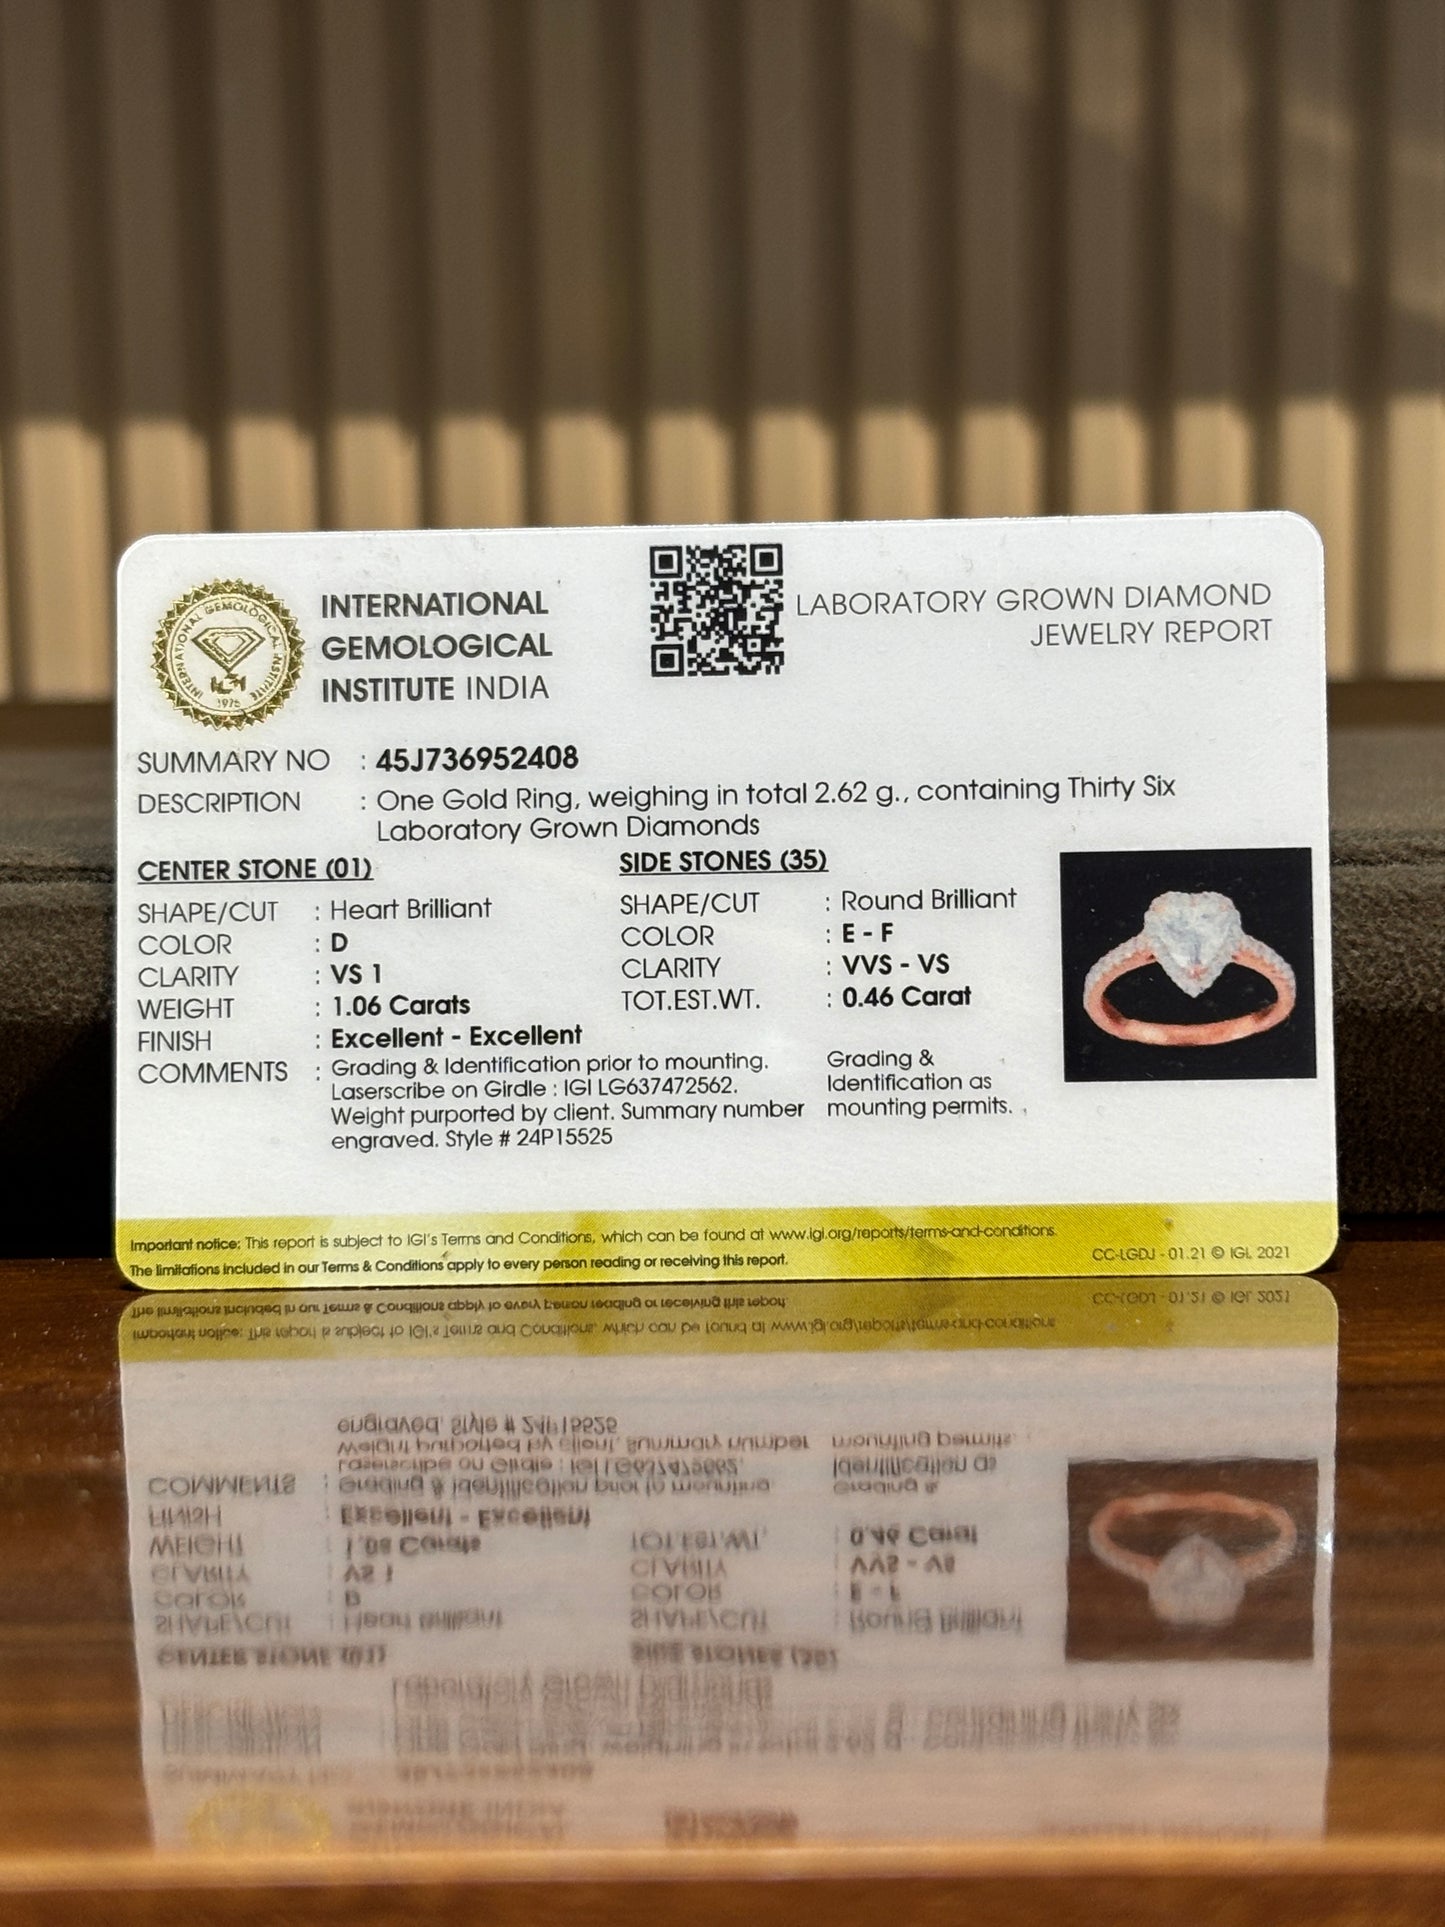 INTERNATIONAL
GEMOLOGICAL
INSTITUTE INDIA
INTERNATIONAL GEMOLOGICAL INSTITUTE
IGI
1975
LABORATORY GROWN DIAMOND
JEWELRY REPORT
SUMMARY NO : 45J736952408
DESCRIPTION : One Gold Ring, weighing in total 2.62 g., containing Thirty Six
Laboratory Grown Diamonds
CENTER STONE (01)
SHAPE/CUT : Heart Brilliant
COLOR : D
CLARITY : VS 1
WEIGHT : 1.06 Carats
FINISH : Excellent - Excellent
COMMENTS : Grading & Identification prior to mounting.
Laserscribe on Girdle : IGI LG637472562.
Weight purported by client. Summary number
engraved. Style # 24P15525
SIDE STONES (35)
SHAPE/CUT : Round Brilliant
COLOR : E - F
CLARITY : VVS - VS
TOT.EST.WT. : 0.46 Carat
Grading &
Identification as
mounting permits.
Important notice: This report is subject to IGI's Terms and Conditions, which can be found at www.igi.org/reports/terms-and-conditions.
The limitations included in our Terms & Conditions apply to every person reading or receiving this report.
CC-LGDJ - 01.21 © IGI, 2021